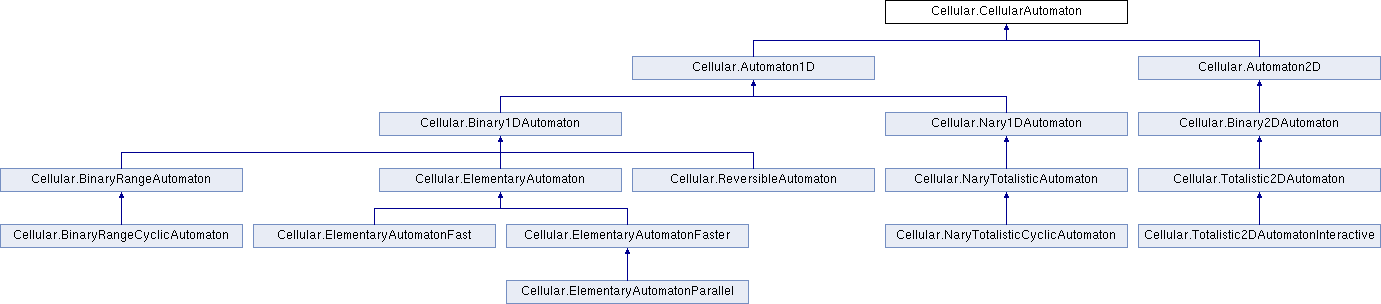 Cellular.CellularAutomaton
Cellular.Automaton1D
Cellular.Automaton2D
Cellular.Binary1DAutomaton
Cellular.Nary1DAutomaton
Cellular.Binary2DAutomaton
Cellular.BinaryRangeAutomaton
Cellular.ElementaryAutomaton
Cellular.ReversibleAutomaton
Cellular.NaryTotalisticAutomaton
Cellular.Totalistic2DAutomaton
Cellular.BinaryRangeCyclicAutomaton
Cellular.ElementaryAutomatonFast
Cellular.ElementaryAutomatonFaster
Cellular.NaryTotalisticCyclicAutomaton
Cellular.Totalistic2DAutomatonInteractive
Cellular.ElementaryAutomatonParallel